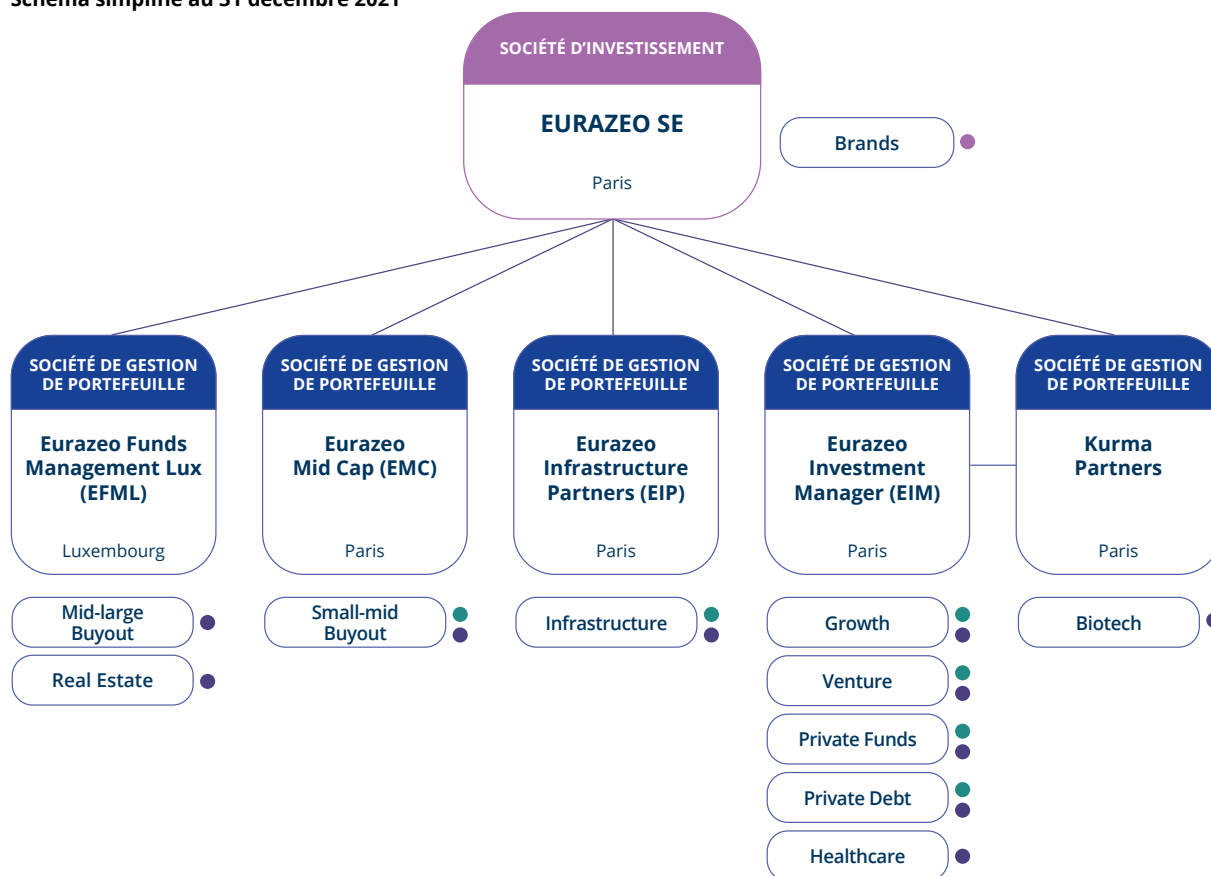 Schéma simplifié au 31 décembre 2021
SOCIÉTÉ D'INVESTISSEMENT
EURAZEO SE
Paris
Brands
SOCIÉTÉ DE GESTION
DE PORTEFEUILLE
Eurazeo Funds
Management Lux
(EFML)
Luxembourg
Mid-large
Buyout
Real Estate
SOCIÉTÉ DE GESTION
DE PORTEFEUILLE
Eurazeo
Mid Cap (EMC)
Paris
Small-mid
Buyout
SOCIÉTÉ DE GESTION
DE PORTEFEUILLE
Eurazeo
Infrastructure
Partners (EIP)
Paris
Infrastructure
SOCIÉTÉ DE GESTION
DE PORTEFEUILLE
Eurazeo
Investment
Manager (EIM)
Paris
Growth
Venture
Private Funds
Private Debt
Healthcare
SOCIÉTÉ DE GESTION
DE PORTEFEUILLE
Kurma
Partners
Paris
Biotech